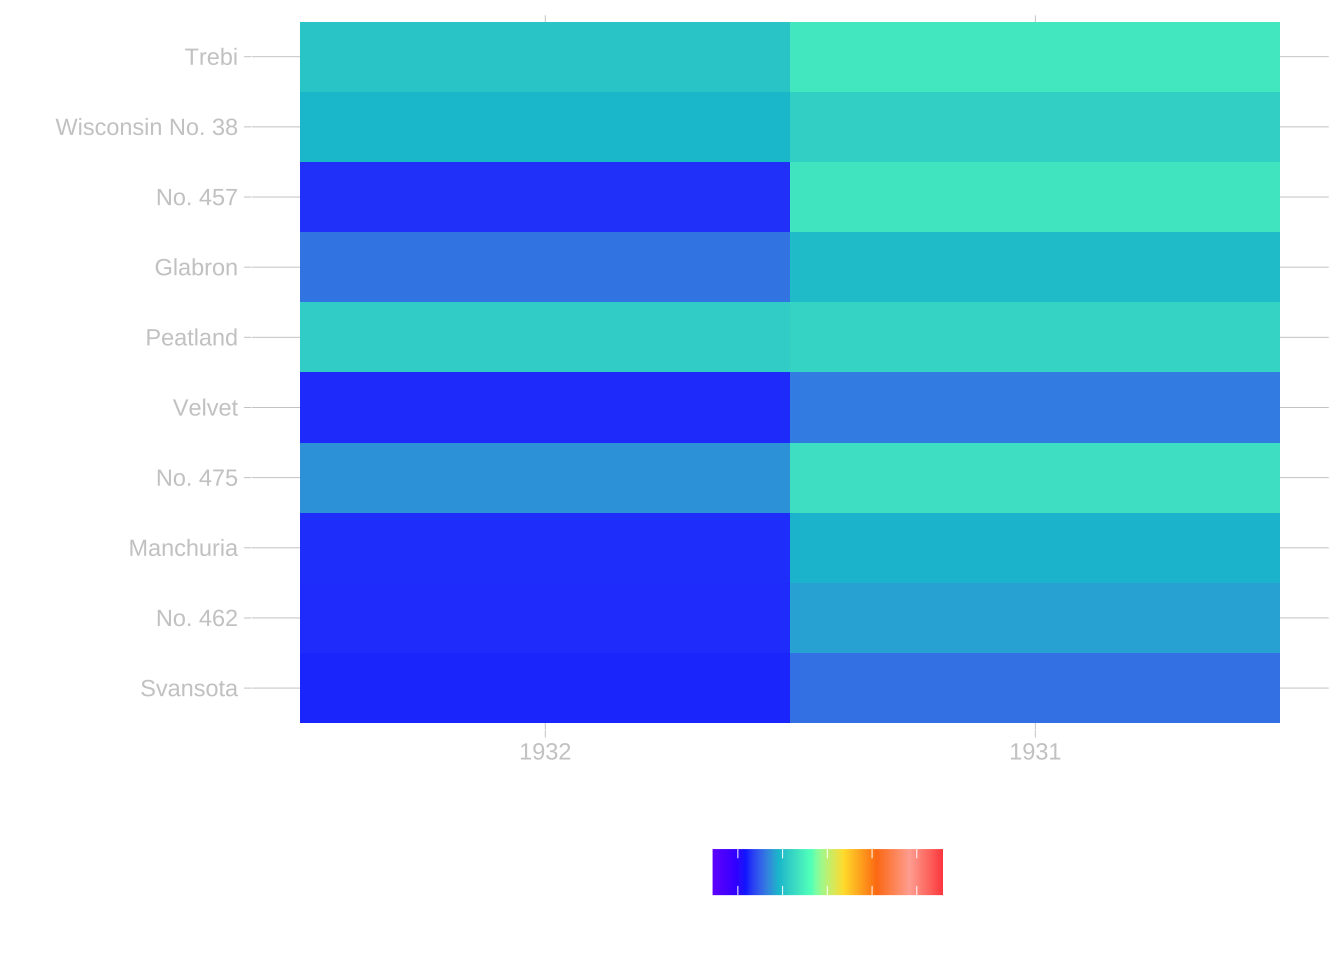 Trebi
Wisconsin No. 38
No. 457
Glabron
Peatland
Velvet
No. 475
Manchuria
No. 462
Svansota
1932 1931